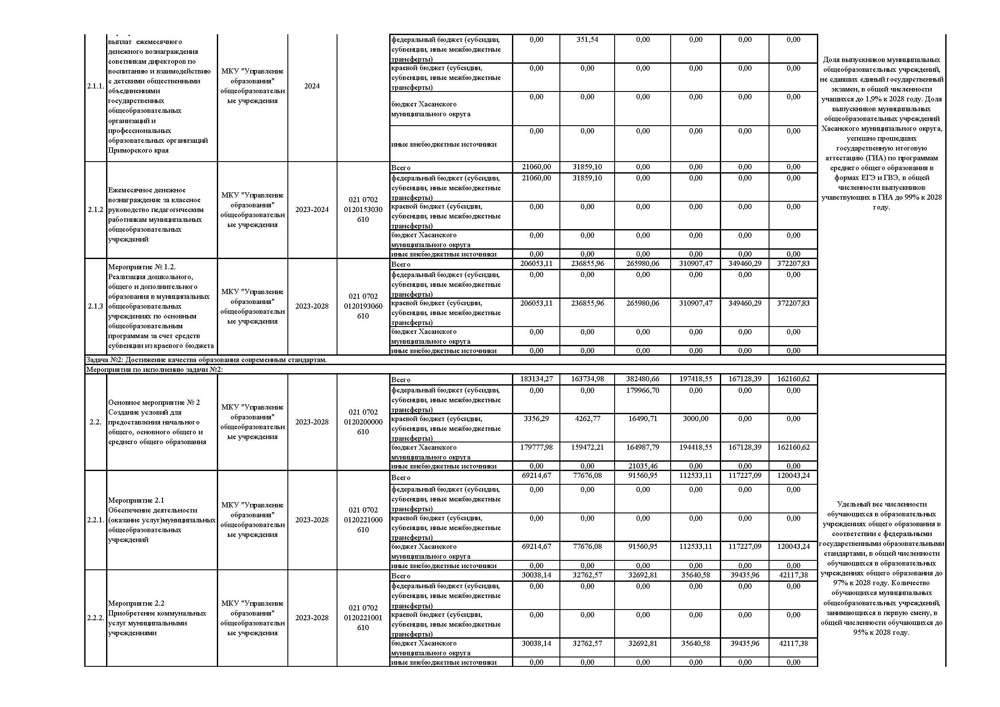 выплат ежемесячного
денежного вознаграждения
советникам директоров по
воспитанию и взаимодействию
с детскими общественными
объединениями
государственных
общеобразовательных
организаций и
профессиональных
образовательных организаций
Приморского края
2.1.1.
МКУ "Управление
образования"
общеобразовательн
ые учреждения
2024
федеральный бюджет (субсидии,
субвенции, иные межбюджетные
трансферты)
0,00 351,54 0,00 0,00 0,00 0,00
краевой бюджет (субсидии,
субвенции, иные межбюджетные
трансферты)
0,00 0,00 0,00 0,00 0,00 0,00
бюджет Хасанского
муниципального округа
0,00 0,00 0,00 0,00 0,00 0,00
иные внебюджетные источники
0,00 0,00 0,00 0,00 0,00 0,00
Доля выпускников муниципальных
общеобразовательных учреждений,
не сдавших единый государственный
экзамен, в общей численности
учащихся до 1,9% к 2028 году. Доля
выпускников муниципальных
общеобразовательных учреждений
Хасанского муниципального округа,
успешно прошедших
государственную итоговую
аттестацию (ГИА) по программам
среднего общего образования в
формах ЕГЭ и ГВЭ, в общей
численности выпускников
учавствующих в ГИА до 99% к 2028
году.
2.1.2
Ежемесячное денежное
вознаграждение за классное
руководство педагогическим
работникам муниципальных
общеобразовательных
учреждений
МКУ "Управление
образования"
общеобразовательн
ые учреждения
2023-2024
021 0702
0120153030
610
Всего 21060,00 31859,10 0,00 0,00 0,00 0,00
федеральный бюджет (субсидии,
субвенции, иные межбюджетные
трансферты)
21060,00 31859,10 0,00 0,00 0,00 0,00
краевой бюджет (субсидии,
субвенции, иные межбюджетные
трансферты)
0,00 0,00 0,00 0,00 0,00 0,00
бюджет Хасанского
муниципального округа
0,00 0,00 0,00 0,00 0,00 0,00
иные внебюджетные источники 0,00 0,00 0,00 0,00 0,00 0,00
2.1.3
Мероприятие № 1.2.
Реализация дошкольного,
общего и дополнительного
образования в муниципальных
общеобразовательных
учреждениях по основным
общеобразовательным
программам за счет средств
субвенции из краевого бюджета
МКУ "Управление
образования"
общеобразовательн
ые учреждения
2023-2028
021 0702
0120193060
610
Всего 206053,11 236855,96 265980,06 310907,47 349460,29 372207,83
федеральный бюджет (субсидии,
субвенции, иные межбюджетные
трансферты)
0,00 0,00 0,00 0,00 0,00 0,00
краевой бюджет (субсидии,
субвенции, иные межбюджетные
трансферты)
206053,11 236855,96 265980,06 310907,47 349460,29 372207,83
бюджет Хасанского
муниципального округа
0,00 0,00 0,00 0,00 0,00 0,00
иные внебюджетные источники 0,00 0,00 0,00 0,00 0,00 0,00
Задача №2: Достижение качества образования современным стандартам.
Мероприятия по исполнению задачи №2:
2.2.
Основное мероприятие № 2
Создание условий для
предоставления начального
общего, основного общего и
среднего общего образования
МКУ "Управление
образования"
общеобразовательн
ые учреждения
2023-2028
021 0702
0120200000
610
Всего 183134,27 163734,98 382480,66 197418,55 167128,39 162160,62
федеральный бюджет (субсидии,
субвенции, иные межбюджетные
трансферты)
0,00 0,00 179966,70 0,00 0,00 0,00
краевой бюджет (субсидии,
субвенции, иные межбюджетные
трансферты)
3356,29 4262,77 16490,71 3000,00 0,00 0,00
бюджет Хасанского
муниципального округа
179777,98 159472,21 164987,79 194418,55 167128,39 162160,62
иные внебюджетные источники 0,00 0,00 21035,46 0,00 0,00 0,00
2.2.1.
Мероприятие 2.1
Обеспечение деятельности
(оказание услуг)муниципальных
общеобразовательных
учреждений
МКУ "Управление
образования"
общеобразовательн
ые учреждения
2023-2028
021 0702
0120221000
610
Всего 69214,67 77676,08 91560,95 112533,11 117227,09 120043,24
федеральный бюджет (субсидии,
субвенции, иные межбюджетные
трансферты)
0,00 0,00 0,00 0,00 0,00 0,00
краевой бюджет (субсидии,
субвенции, иные межбюджетные
трансферты)
0,00 0,00 0,00 0,00 0,00 0,00
бюджет Хасанского
муниципального округа
69214,67 77676,08 91560,95 112533,11 117227,09 120043,24
иные внебюджетные источники 0,00 0,00 0,00 0,00 0,00 0,00
Удельный вес численности
обучающихся в образовательных
учреждениях общего образования в
соответствии с федеральными
государственными образовательными
стандартами, в общей численности
обучающихся в образовательных
учреждениях общего образования до
97% к 2028 году. Количество
обучающихся муниципальных
общеобразовательных учреждений,
занимающихся в первую смену, в
общей численности обучающихся до
95% к 2028 году.
2.2.2.
Мероприятие 2.2
Приобретение коммунальных
услуг муниципальными
учреждениями
МКУ "Управление
образования"
общеобразовательн
ые учреждения
2023-2028
021 0702
0120221001
610
Всего 30038,14 32762,57 32692,81 35640,58 39435,96 42117,38
федеральный бюджет (субсидии,
субвенции, иные межбюджетные
трансферты)
0,00 0,00 0,00 0,00 0,00 0,00
краевой бюджет (субсидии,
субвенции, иные межбюджетные
трансферты)
0,00 0,00 0,00 0,00 0,00 0,00
бюджет Хасанского
муниципального округа
30038,14 32762,57 32692,81 35640,58 39435,96 42117,38
иные внебюджетные источники 0,00 0,00 0,00 0,00 0,00 0,00